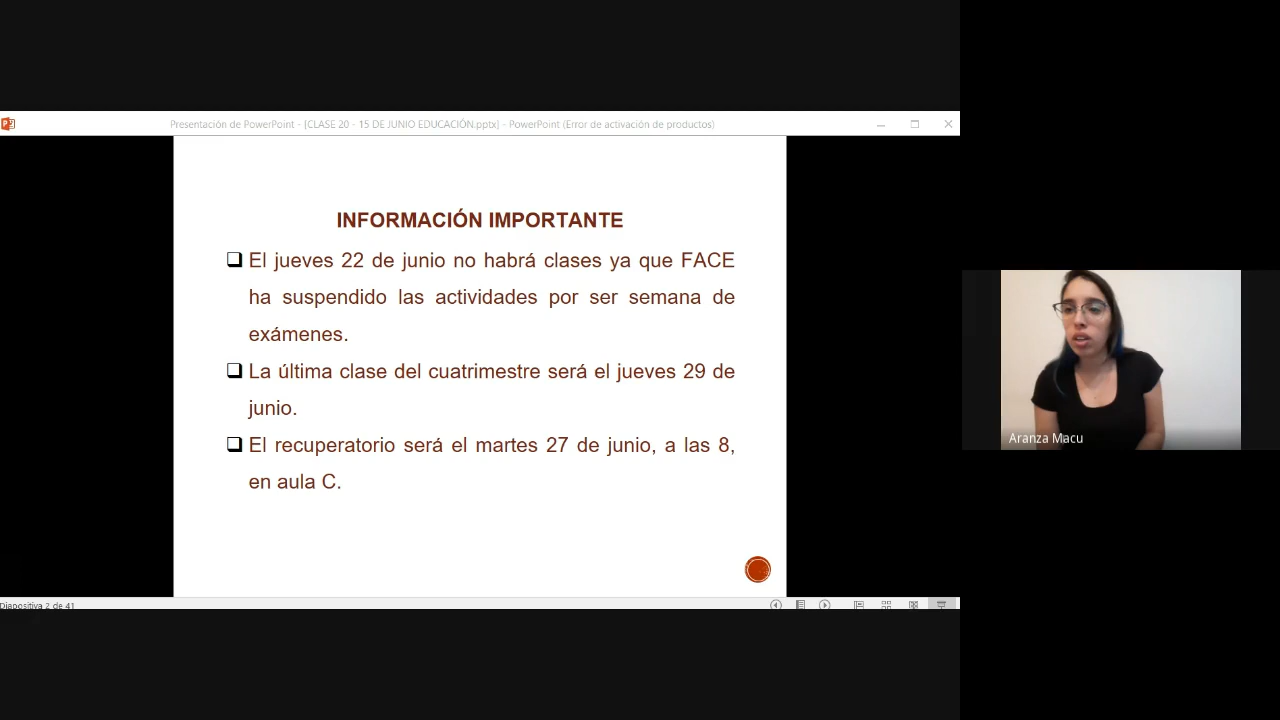 Presentación de PowerPoint - [CLASE 20 - 15 DE JUNIO EDUCACIÓN.pptx] - PowerPoint (Error de activación de productos)
INFORMACIÓN IMPORTANTE
El jueves 22 de junio no habrá clases ya que FACE
ha suspendido las actividades por ser semana de
exámenes.
La última clase del cuatrimestre será el jueves 29 de
junio.
El recuperatorio será el martes 27 de junio, a las 8,
en aula C.
Aranza Macu
Diapositiva 2 de 41